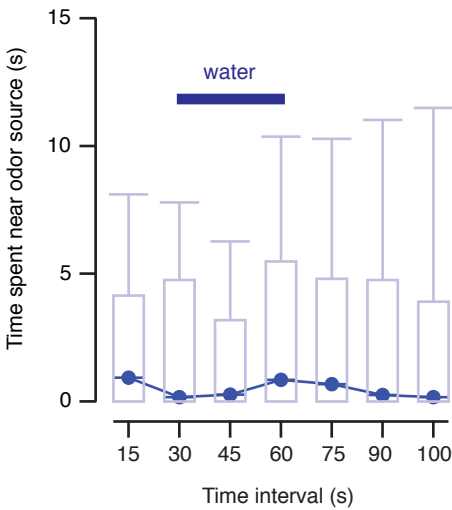 Time spent near odor source (s)
15
10
5
0
water
15 30 45 60 75 90 100
Time interval (s)